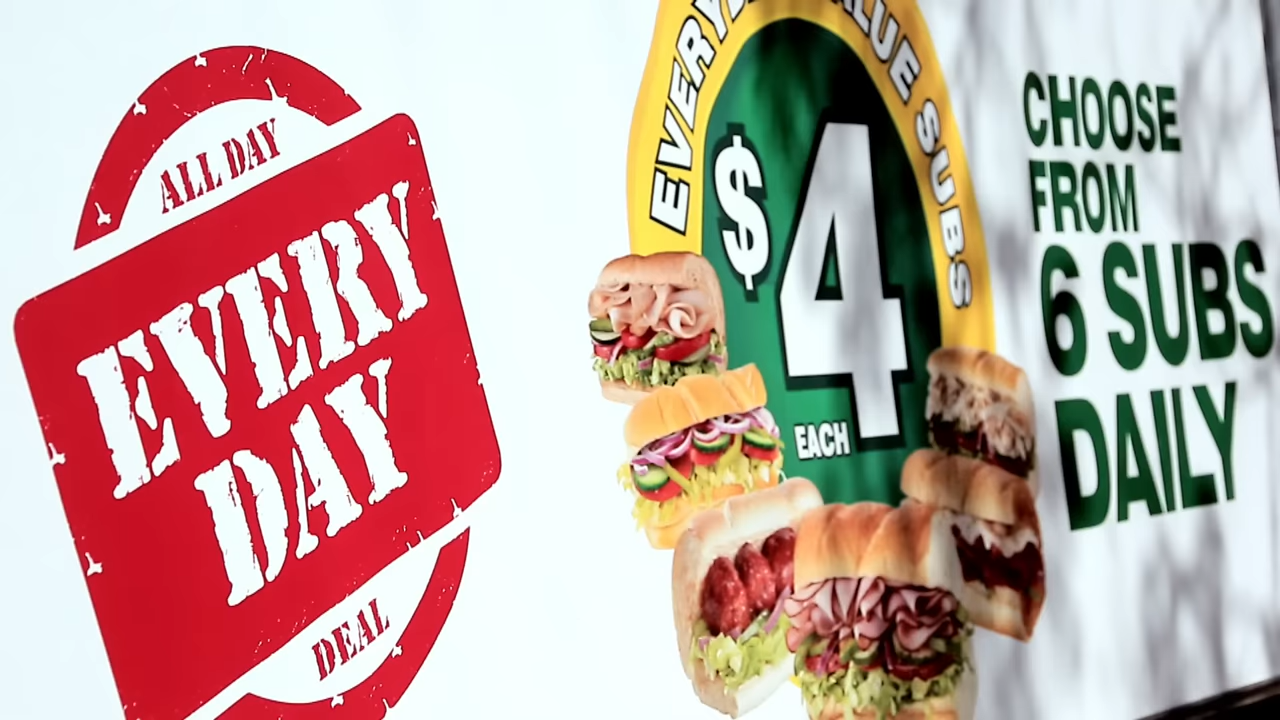 ALL DAY
EVERY
DAY
DEAL
EVERY
VALUE SUBS
$4
EACH
CHOOSE
FROM
6 SUBS
DAILY